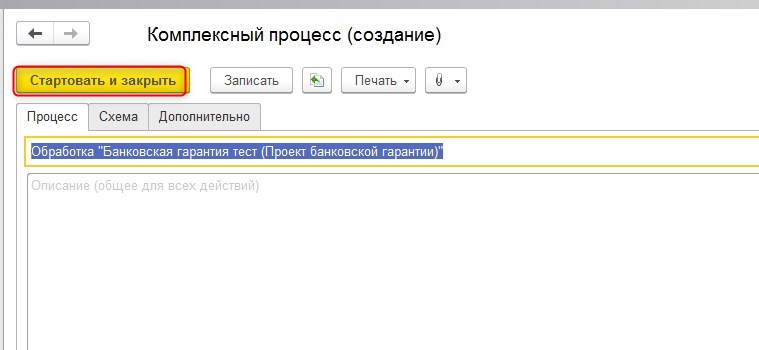 Комплексный процесс (создание)
Стартовать и закрыть Записать Печать
Процесс Схема Дополнительно
Обработка "Банковская гарантия тест (Проект банковской гарантии)"
Описание (общее для всех действий)